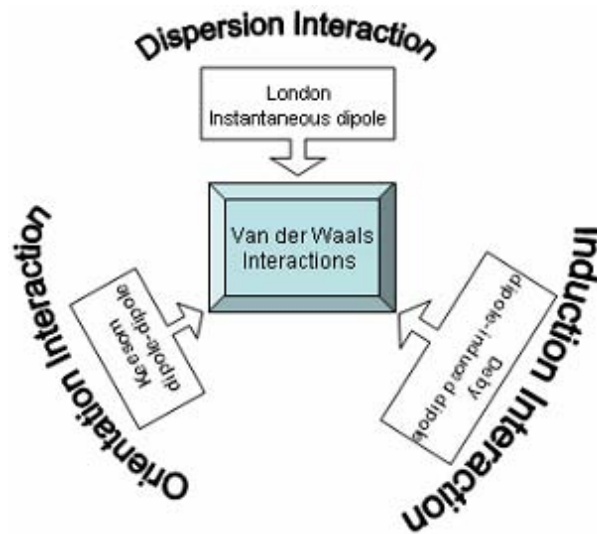 Dispersion Interaction
London
Instantaneous dipole
Van der Waals
Interactions
Orientation Interaction
Keesom
dipole-dipole
Induction Interaction
Deby
dipole-induced dipole